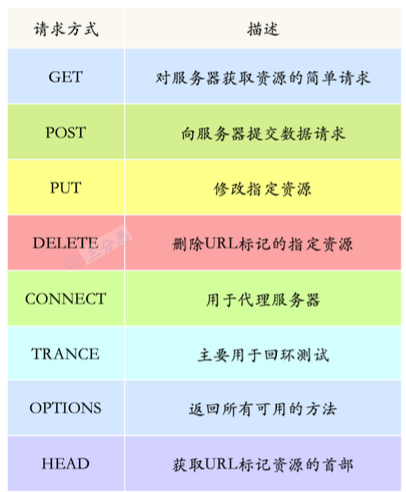 请求方式 描述
GET 对服务器获取资源的简单请求
POST 向服务器提交数据请求
PUT 修改指定资源
DELETE 删除URL标记的指定资源
CONNECT 用于代理服务器
TRANCE 主要用于回环测试
OPTIONS 返回所有可用的方法
HEAD 获取URL标记资源的首部